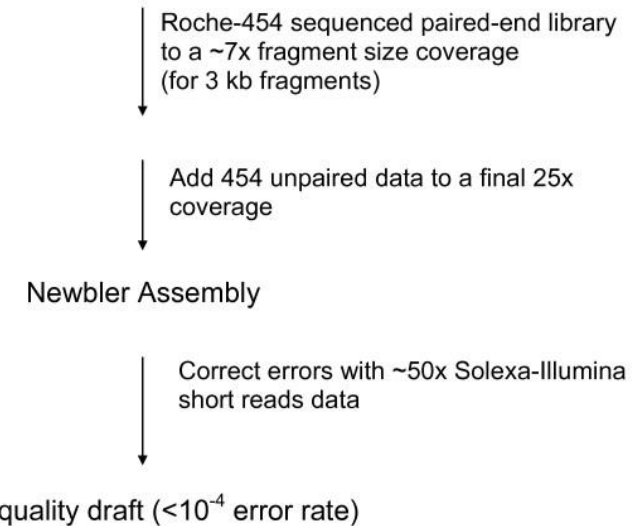 Roche-454 sequenced paired-end library
to a ~7x fragment size coverage
(for 3 kb fragments)
Add 454 unpaired data to a final 25x
coverage
Newbler Assembly
Correct errors with ~50x Solexa-Illumina
short reads data
quality draft (<10⁻⁴ error rate)